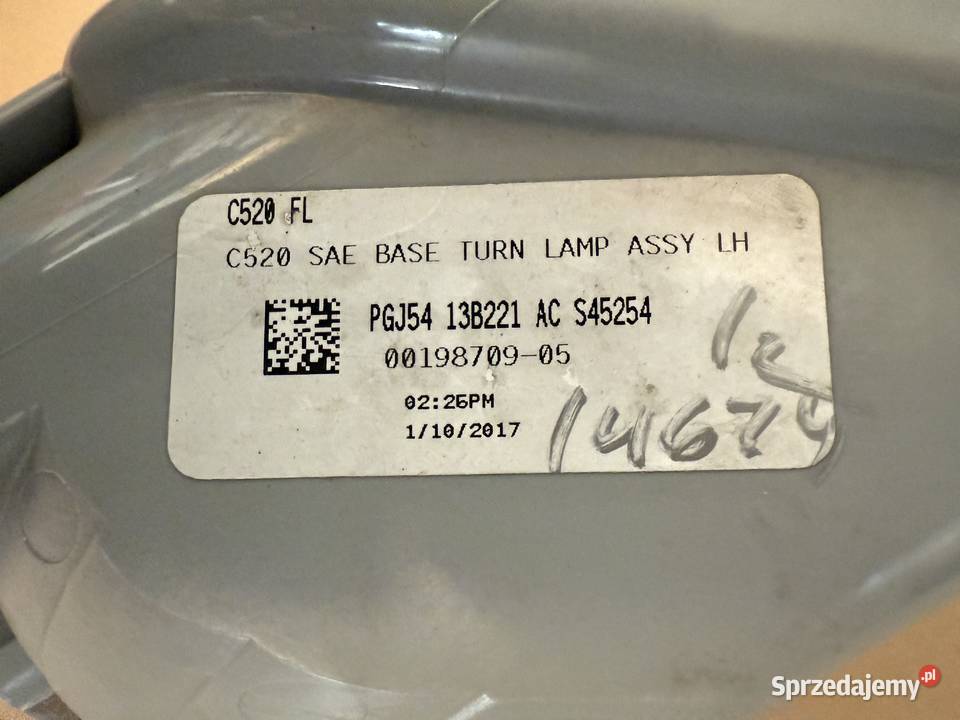 C520 FL
C520 SAE BASE TURN LAMP ASSY LH
PGJ54 13B221 AC S45254
00198709-05
02:26PM
1/10/2017
14674
Sprzedajemy.pl